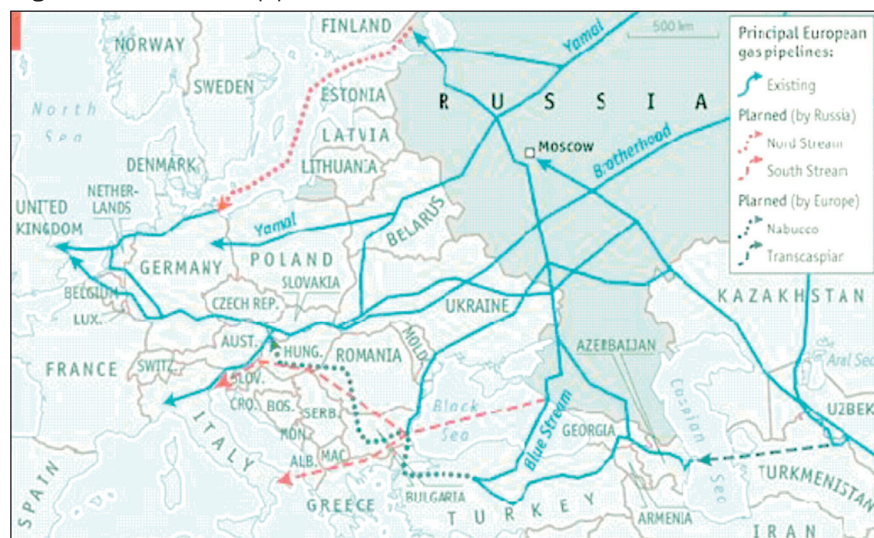 FINLAND
NORWAY
SWEDEN
ESTONIA
LATVIA
LITHUANIA
North
Sea
DENMARK
NETHER-
LANDS
UNITED
KINGDOM
GERMANY
POLAND
BELARUS
BELGIUM
LUX.
CZECH REP.
SLOVAKIA
UKRAINE
FRANCE
SWITZ.
AUST.
HUNG.
ROMANIA
MOLD.
SLOV.
CRO.
BOS.
SERB.
MON.
ALB.
MAC.
ITALY
SPAIN
GREECE
BULGARIA
TURKEY
Black
Sea
GEORGIA
ARMENIA
AZERBAIJAN
Caspian
Sea
RUSSIA
Moscow
Yamal
Yamal
Brotherhood
Blue Stream
KAZAKHSTAN
Aral Sea
UZBEK
TURKMENISTAN
IRAN
500 km
Principal European
gas pipelines:
Existing
Planned (by Russia)
Nord Stream
South Stream
Planned (by Europe)
Nabucco
Transcaspian